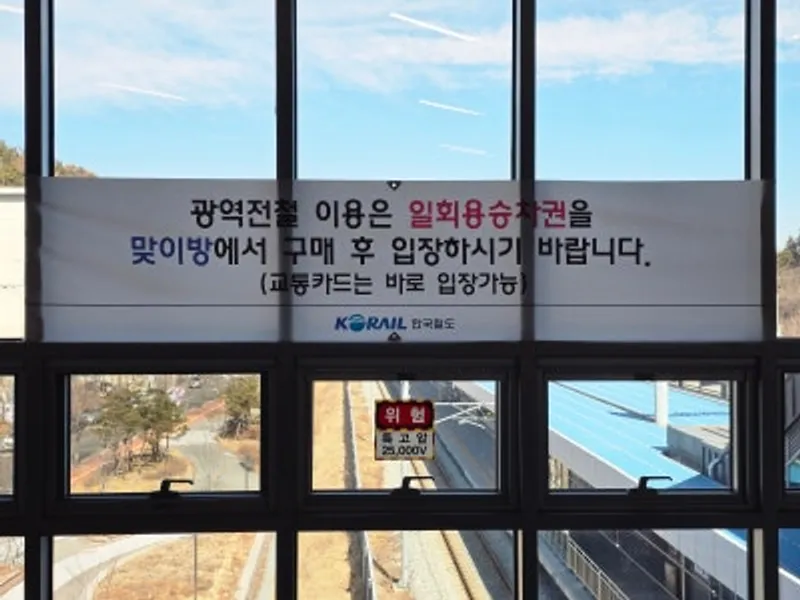 광역전철 이용은 일회용승차권을
맞이방에서 구매 후 입장하시기 바랍니다.
(교통카드는 바로 입장가능)
KORAIL 한국철도
위험
특고압
25,000V